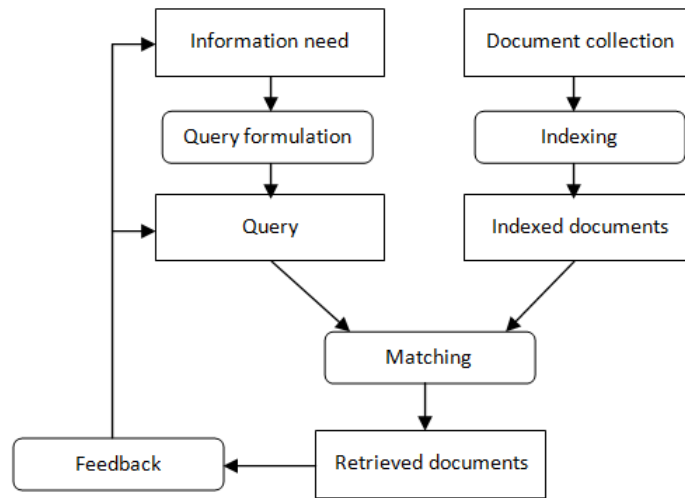 Information need
Document collection
Query formulation
Indexing
Query
Indexed documents
Matching
Feedback
Retrieved documents